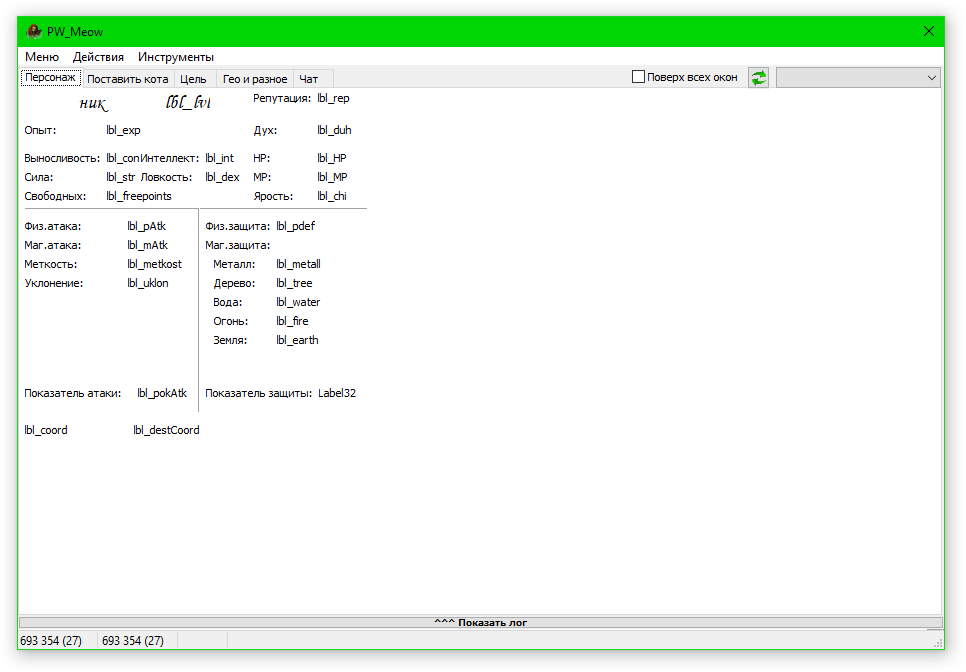 PW_Meow
Меню Действия Инструменты
Персонаж Поставить кота Цель Гео и разное Чат Поверх всех окон
ник lbl_lvl Репутация: lbl_rep
Опыт: lbl_exp Дух: lbl_duh
Выносливость: lbl_con Интеллект: lbl_int HP: lbl_HP
Сила: lbl_str Ловкость: lbl_dex MP: lbl_MP
Свободных: lbl_freepoints Ярость: lbl_chi
Физ.атака: lbl_pAtk Физ.защита: lbl_pdef
Маг.атака: lbl_mAtk Маг.защита:
Меткость: lbl_metkost Металл: lbl_metall
Уклонение: lbl_uklon Дерево: lbl_tree
Вода: lbl_water
Огонь: lbl_fire
Земля: lbl_earth
Показатель атаки: lbl_pokAtk Показатель защиты: Label32
lbl_coord lbl_destCoord
^^^ Показать лог
693 354 (27) 693 354 (27)